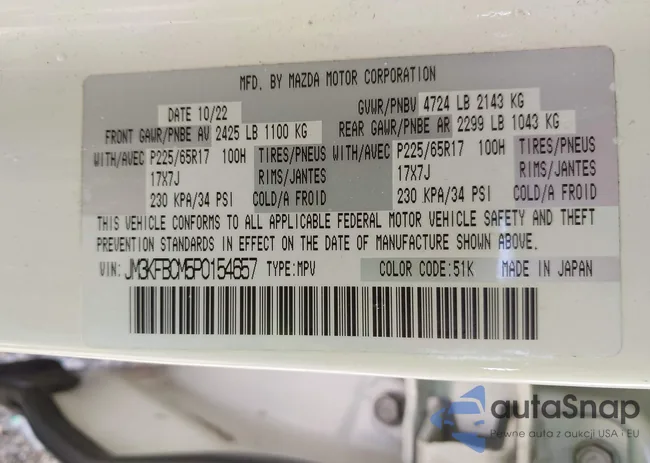 MFD. BY MAZDA MOTOR CORPORATION
DATE 10/22 GVWR/PNBV 4724 LB 2143 KG
FRONT GAWR/PNBE AV 2425 LB 1100 KG REAR GAWR/PNBE AR 2299 LB 1043 KG
WITH/AVEC P225/65R17 100H TIRES/PNEUS WITH/AVEC P225/65R17 100H TIRES/PNEUS
17X7J RIMS/JANTES 17X7J RIMS/JANTES
230 KPA/34 PSI COLD/A FROID 230 KPA/34 PSI COLD/A FROID
THIS VEHICLE CONFORMS TO ALL APPLICABLE FEDERAL MOTOR VEHICLE SAFETY AND THEFT
PREVENTION STANDARDS IN EFFECT ON THE DATE OF MANUFACTURE SHOWN ABOVE.
VIN: JM3KFBCM5P0154657 TYPE:MPV COLOR CODE:51K MADE IN JAPAN
autaSnap
Pewne auta z aukcji USA i EU